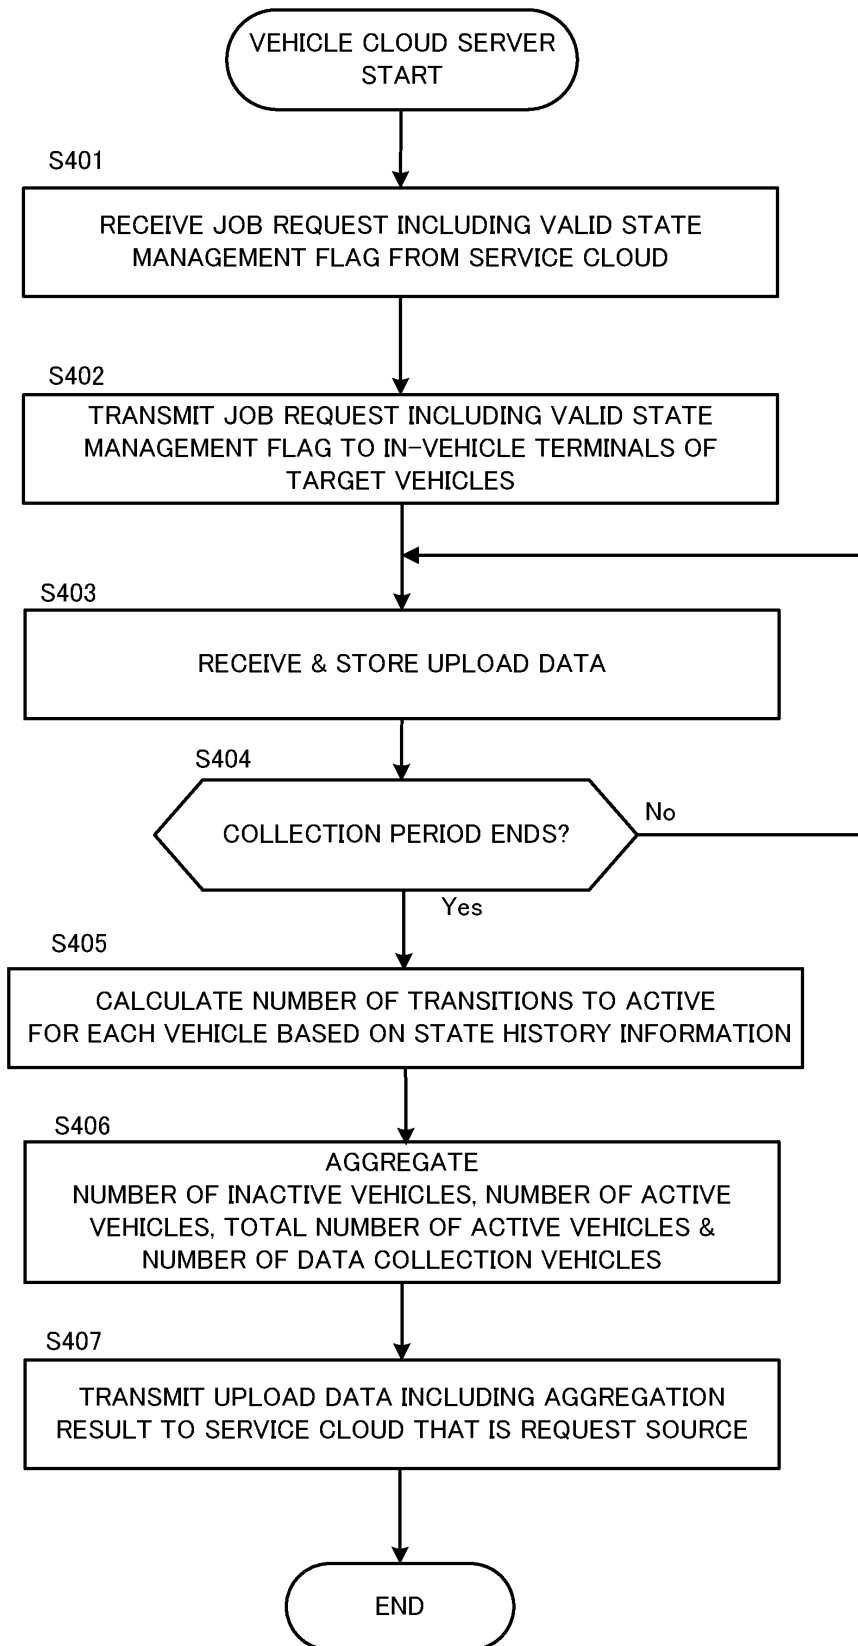 VEHICLE CLOUD SERVER
START
S401
RECEIVE JOB REQUEST INCLUDING VALID STATE
MANAGEMENT FLAG FROM SERVICE CLOUD
S402
TRANSMIT JOB REQUEST INCLUDING VALID STATE
MANAGEMENT FLAG TO IN-VEHICLE TERMINALS OF
TARGET VEHICLES
S403
RECEIVE & STORE UPLOAD DATA
S404
COLLECTION PERIOD ENDS?
No
Yes
S405
CALCULATE NUMBER OF TRANSITIONS TO ACTIVE
FOR EACH VEHICLE BASED ON STATE HISTORY INFORMATION
S406
AGGREGATE
NUMBER OF INACTIVE VEHICLES, NUMBER OF ACTIVE
VEHICLES, TOTAL NUMBER OF ACTIVE VEHICLES &
NUMBER OF DATA COLLECTION VEHICLES
S407
TRANSMIT UPLOAD DATA INCLUDING AGGREGATION
RESULT TO SERVICE CLOUD THAT IS REQUEST SOURCE
END